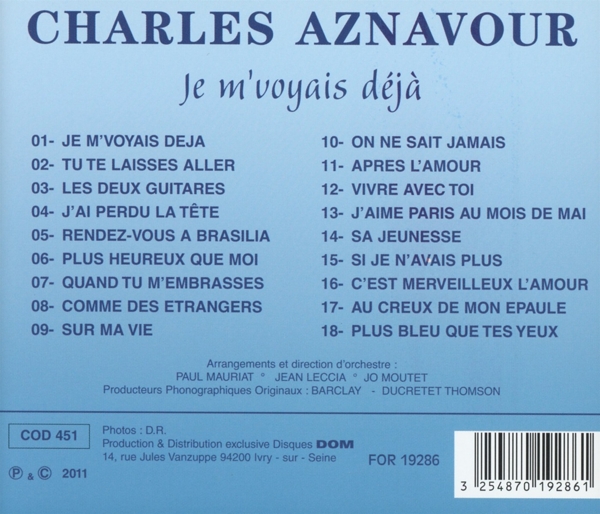 CHARLES AZNAVOUR
Je m'voyais déjà
01- JE M'VOYAIS DEJA
02- TU TE LAISSES ALLER
03- LES DEUX GUITARES
04- J'AI PERDU LA TÊTE
05- RENDEZ-VOUS A BRASILIA
06- PLUS HEUREUX QUE MOI
07- QUAND TU M'EMBRASSES
08- COMME DES ETRANGERS
09- SUR MA VIE
10- ON NE SAIT JAMAIS
11- APRES L'AMOUR
12- VIVRE AVEC TOI
13- J'AIME PARIS AU MOIS DE MAI
14- SA JEUNESSE
15- SI JE N'AVAIS PLUS
16- C'EST MERVEILLEUX L'AMOUR
17- AU CREUX DE MON EPAULE
18- PLUS BLEU QUE TES YEUX
Arrangements et direction d'orchestre :
PAUL MAURIAT ° JEAN LECCIA ° JO MOUTET
Producteurs Phonographiques Originaux : BARCLAY - DUCRETET THOMSON
COD 451
Ⓟ & © 2011
Photos : D.R.
Production & Distribution exclusive Disques DOM
14, rue Jules Vanzuppe 94200 Ivry - sur - Seine
FOR 19286
3 254870 192861